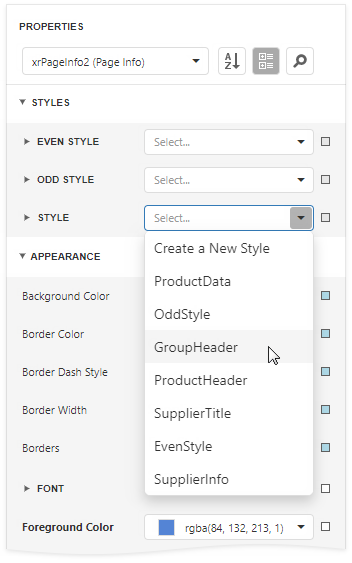 PROPERTIES
xrPageInfo2 (Page Info)
A
Z
STYLES
EVEN STYLE
Select...
ODD STYLE
Select...
STYLE
Select...
Create a New Style
ProductData
OddStyle
GroupHeader
ProductHeader
SupplierTitle
EvenStyle
SupplierInfo
APPEARANCE
Background Color
Border Color
Border Dash Style
Border Width
Borders
FONT
Foreground Color
rgba(84, 132, 213, 1)